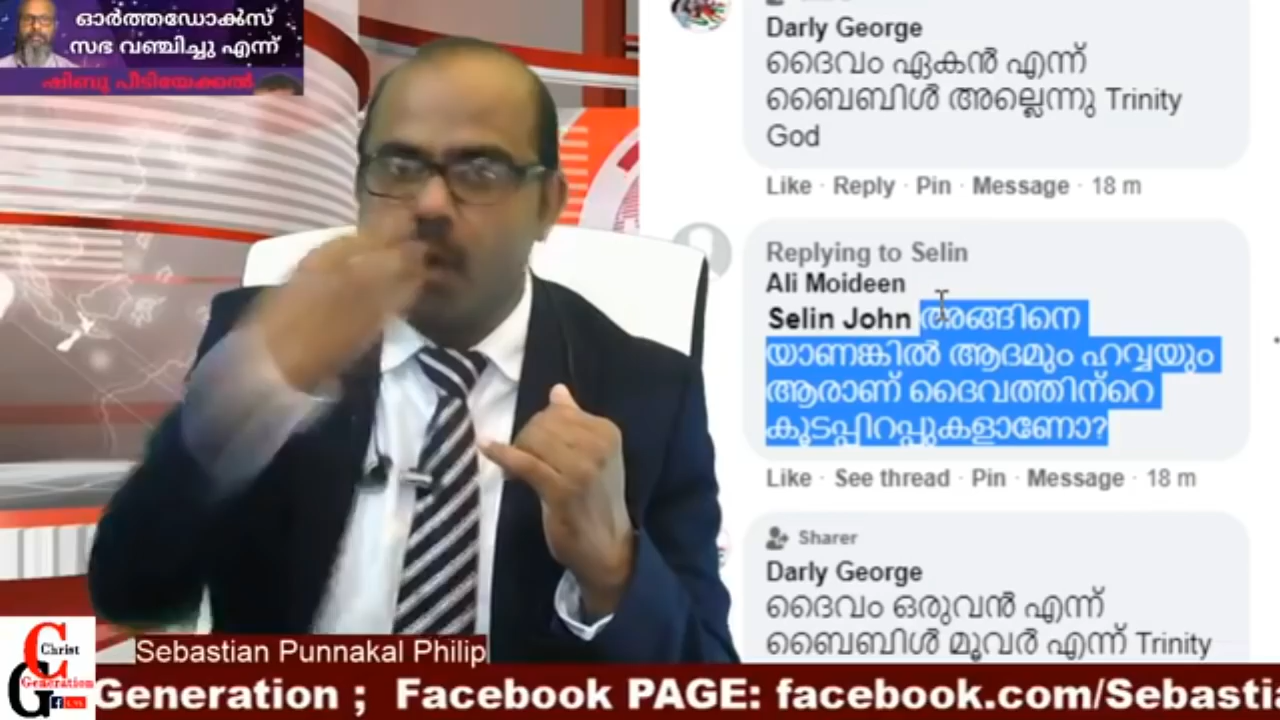 ഓർത്തഡോക്സ്
സഭ വഞ്ചിച്ചു എന്ന്
ഷിബു പീടിയേക്കൽ
Darly George
ദൈവം ഏകൻ എന്ന്
ബൈബിൾ അല്ലെന്നു Trinity
God
Like · Reply · Pin · Message · 18 m
Replying to Selin
Ali Moideen
Selin John അങ്ങിനെ
യാണങ്കിൽ ആദമും ഹവ്വയും
ആരാണ് ദൈവത്തിന്റെ
കൂടപ്പിറപ്പുകളാണോ?
Like · See thread · Pin · Message · 18 m
Sharer
Darly George
ദൈവം ഒരുവൻ എന്ന്
ബൈബിൾ മൂവർ എന്ന് Trinity
Sebastian Punnakal Philip
Christ
Generation
Generation ; Facebook PAGE: facebook.com/Sebastia